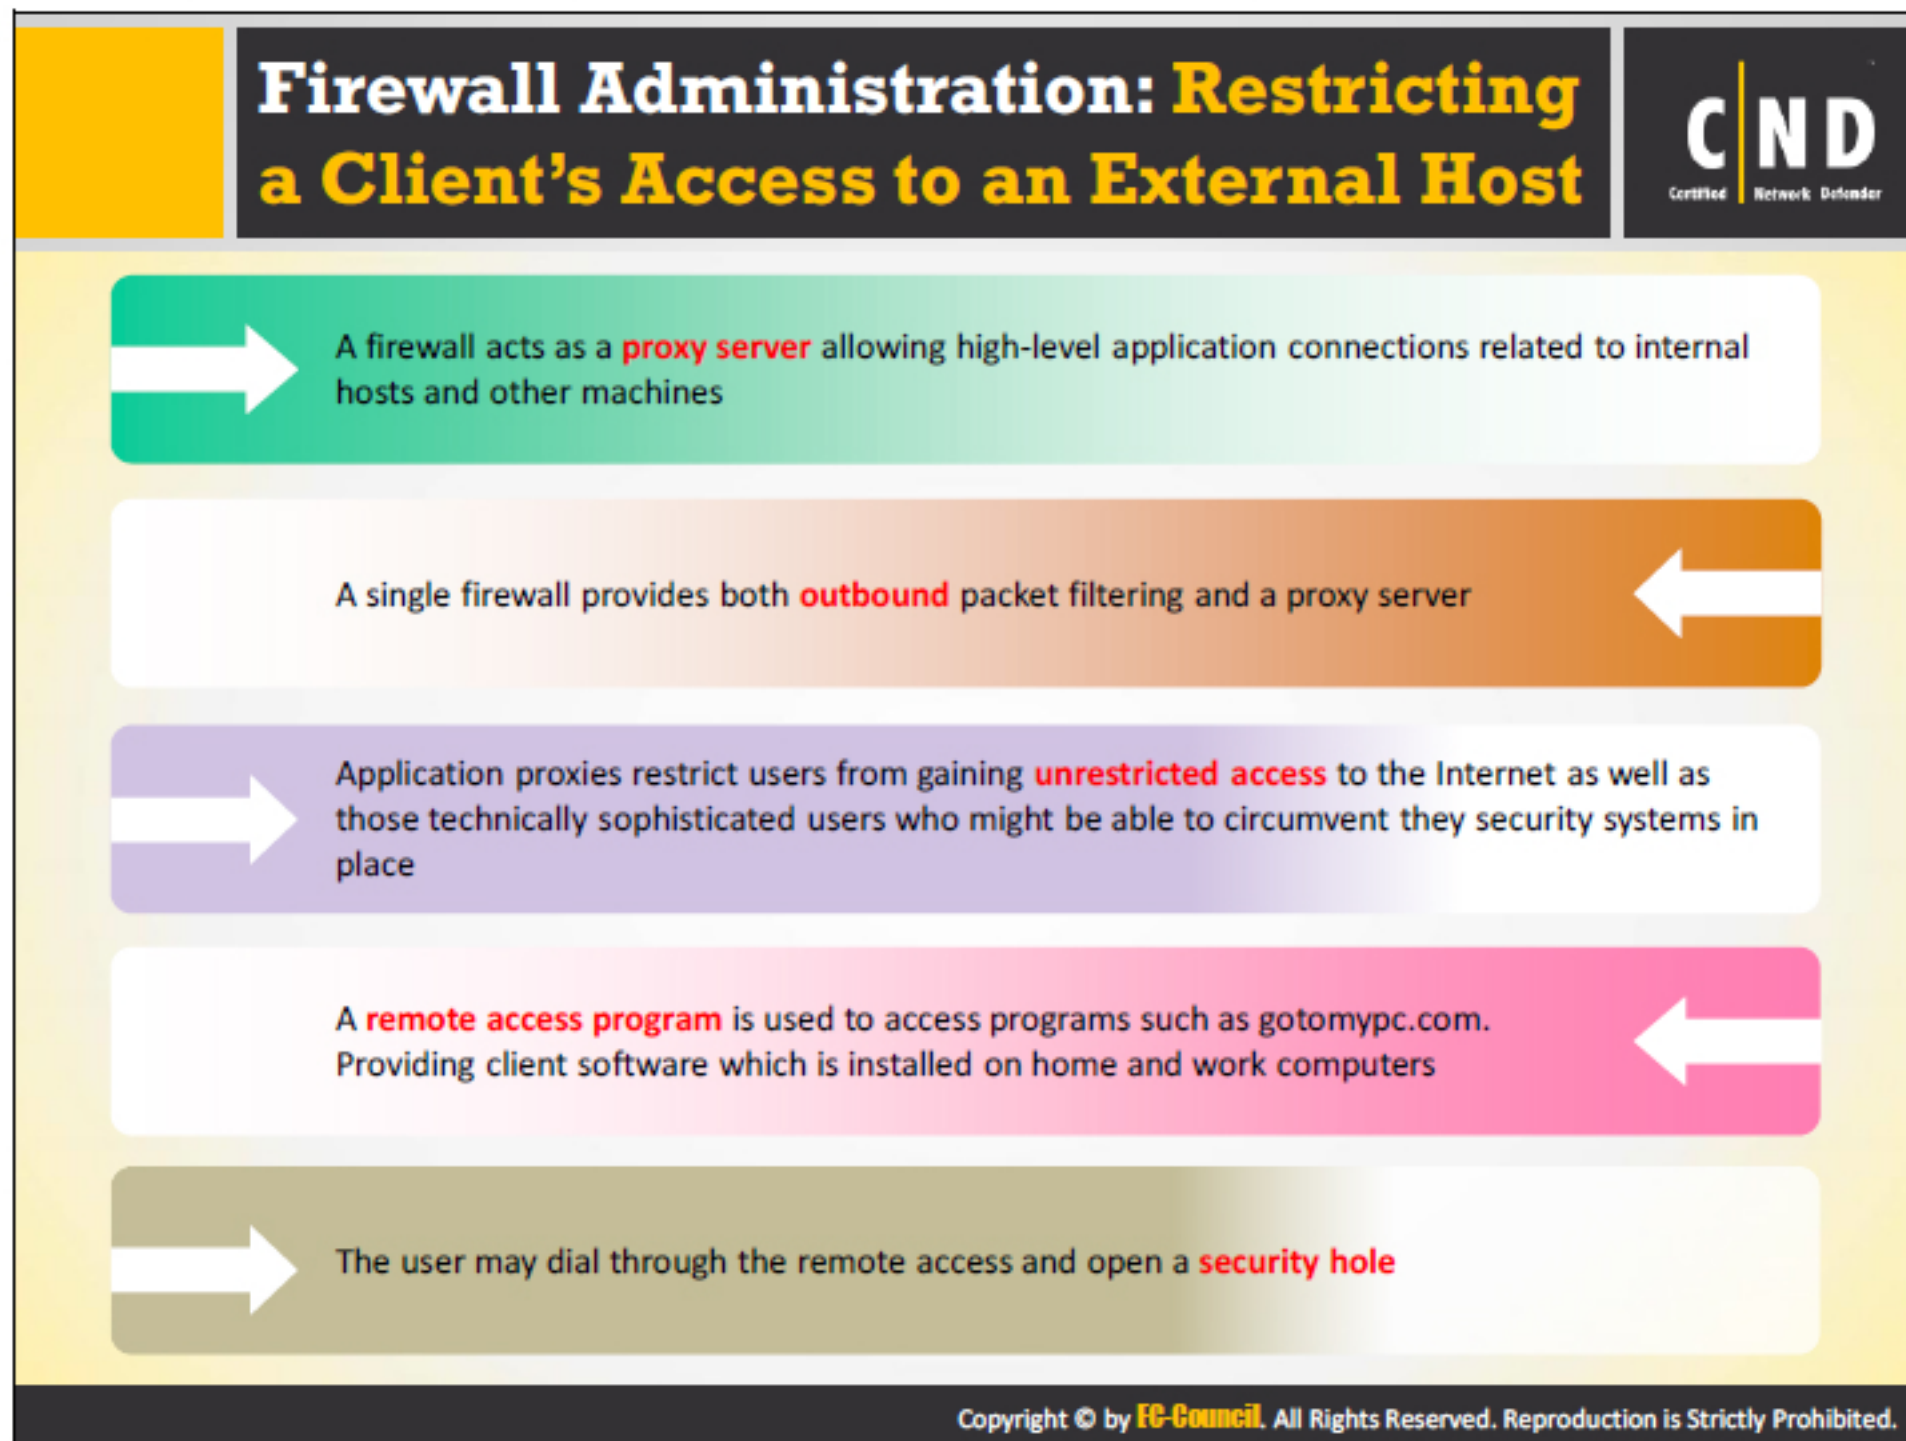 Firewall Administration: Restricting
a Client's Access to an External Host
C N D
Certified Network Defender
A firewall acts as a proxy server allowing high-level application connections related to internal
hosts and other machines
A single firewall provides both outbound packet filtering and a proxy server
Application proxies restrict users from gaining unrestricted access to the Internet as well as
those technically sophisticated users who might be able to circumvent they security systems in
place
A remote access program is used to access programs such as gotomypc.com.
Providing client software which is installed on home and work computers
The user may dial through the remote access and open a security hole
Copyright © by EC-Council. All Rights Reserved. Reproduction is Strictly Prohibited.